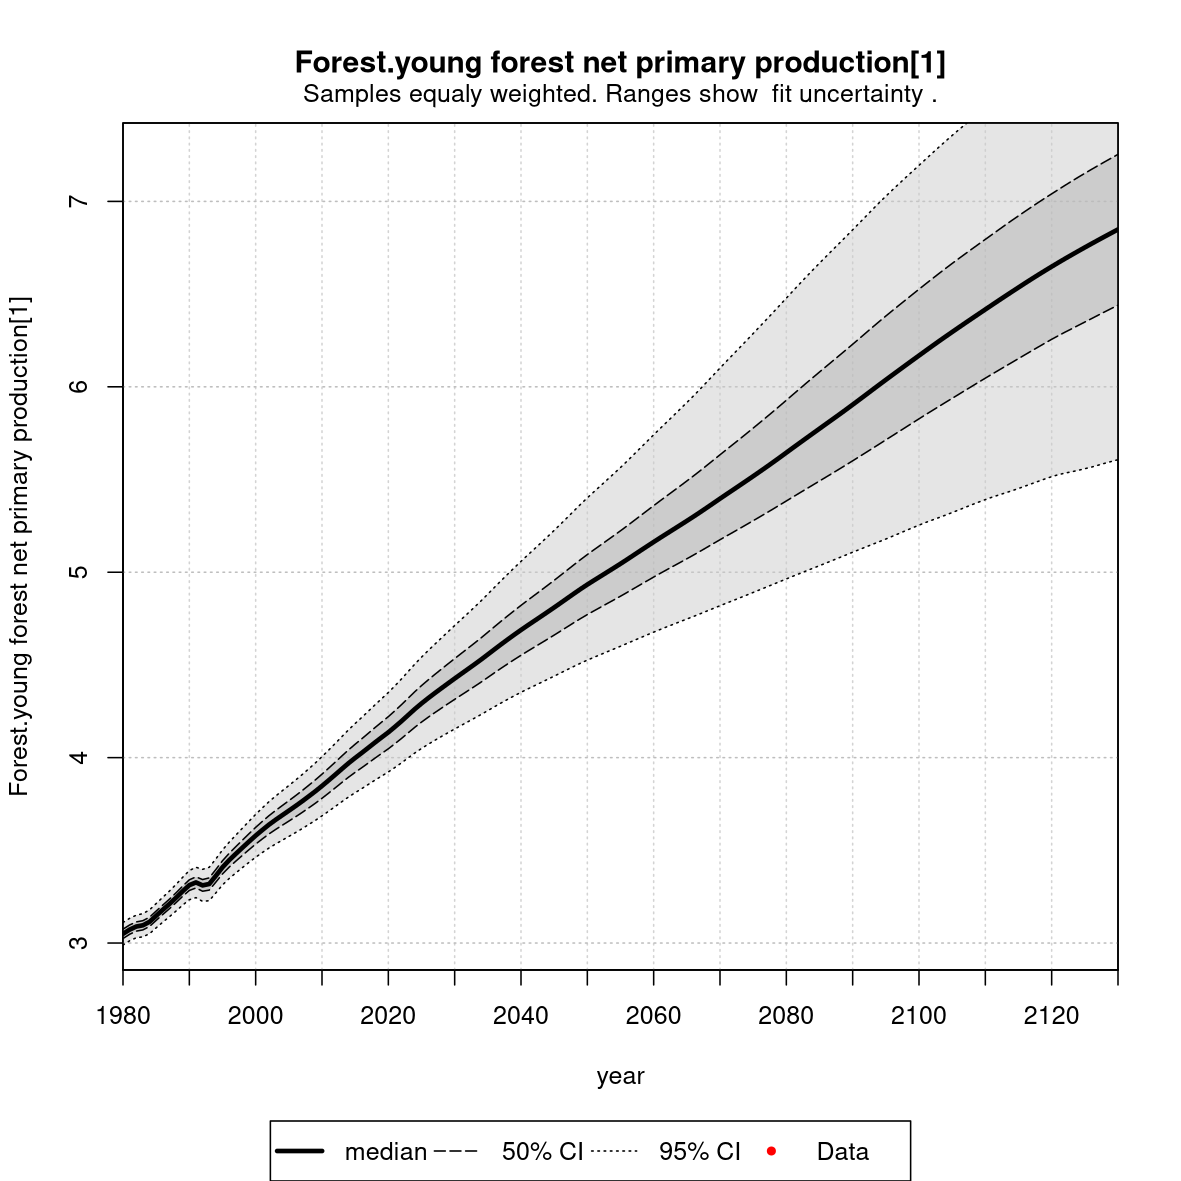 Forest.young forest net primary production[1]
Samples equaly weighted. Ranges show  fit uncertainty .
Forest.young forest net primary production[1]
7
6
5
4
3
1980 2000 2020 2040 2060 2080 2100 2120
year
median 50% CI 95% CI Data